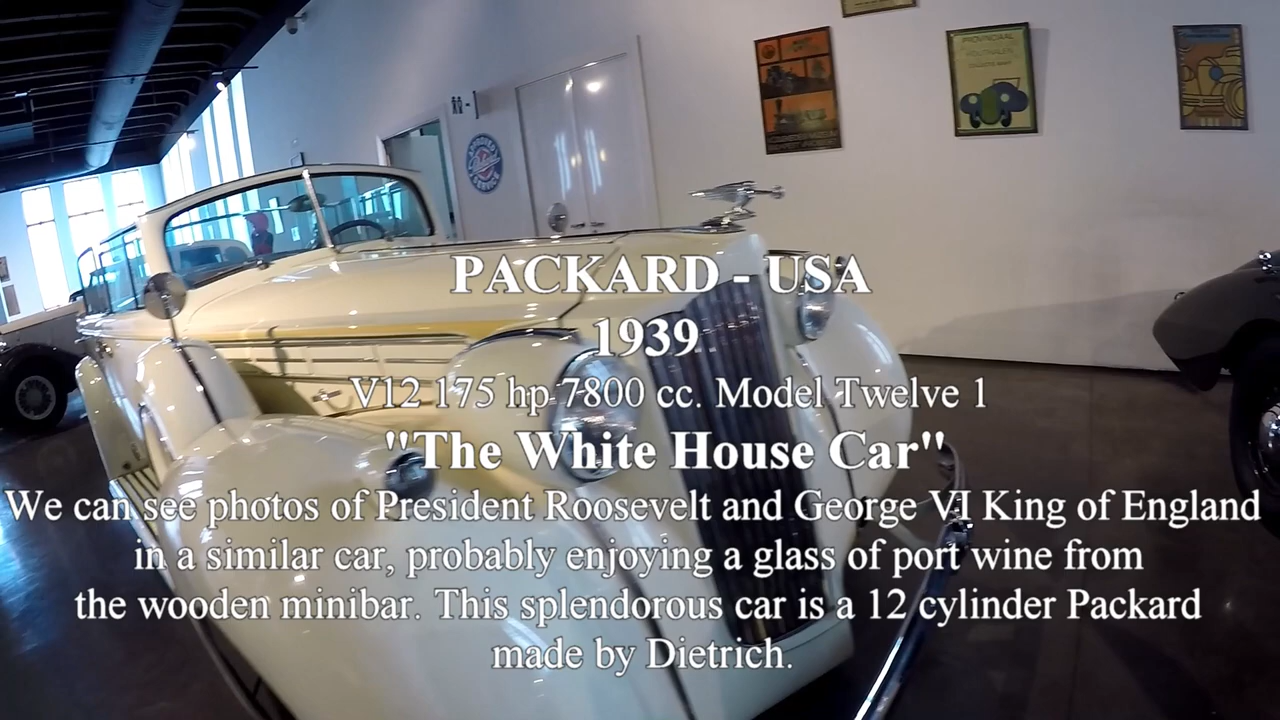 PROVINCIAAL
PACKARD - USA
1939
V12 175 hp 7800 cc. Model Twelve 1
"The White House Car"
We can see photos of President Roosevelt and George VI King of England
in a similar car, probably enjoying a glass of port wine from
the wooden minibar. This splendorous car is a 12 cylinder Packard
made by Dietrich.